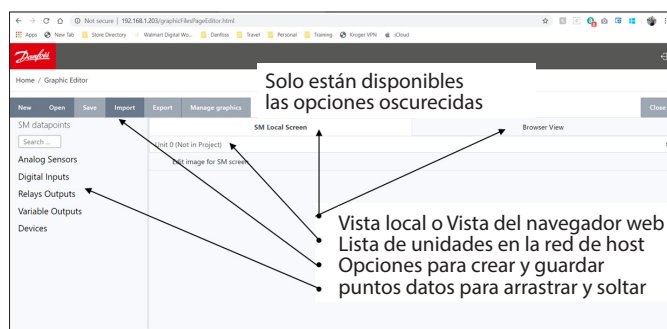 Not secure | 192.168.1.203/graphicFilesPageEditor.html
Apps New Tab Store Directory Walmart Digital Wo... Danfoss Travel Personal Training Kroger VPN iCloud
Danfoss
Home / Graphic Editor
Solo están disponibles
las opciones oscurecidas
New Open Save Import Export Manage graphics Close
SM datapoints
SM Local Screen Browser View
Search ...
Unit 0 (Not in Project)
Edit image for SM screen
Analog Sensors
Digital Inputs
Relays Outputs
Variable Outputs
Devices
Vista local o Vista del navegador web
Lista de unidades en la red de host
Opciones para crear y guardar
puntos datos para arrastrar y soltar